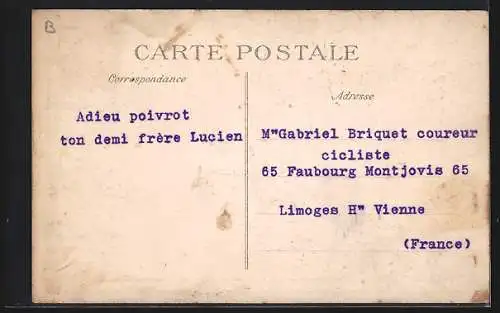 B
CARTE POSTALE
Correspondance
Adresse
Adieu poivrot
ton demi frère Lucien
Mʳ Gabriel Briquet coureur
cicliste
65 Faubourg Montjovis 65
Limoges Hᵗᵉ Vienne
(France)